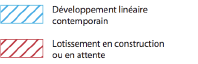 Développement linéaire
contemporain
Lotissement en construction
ou en attente